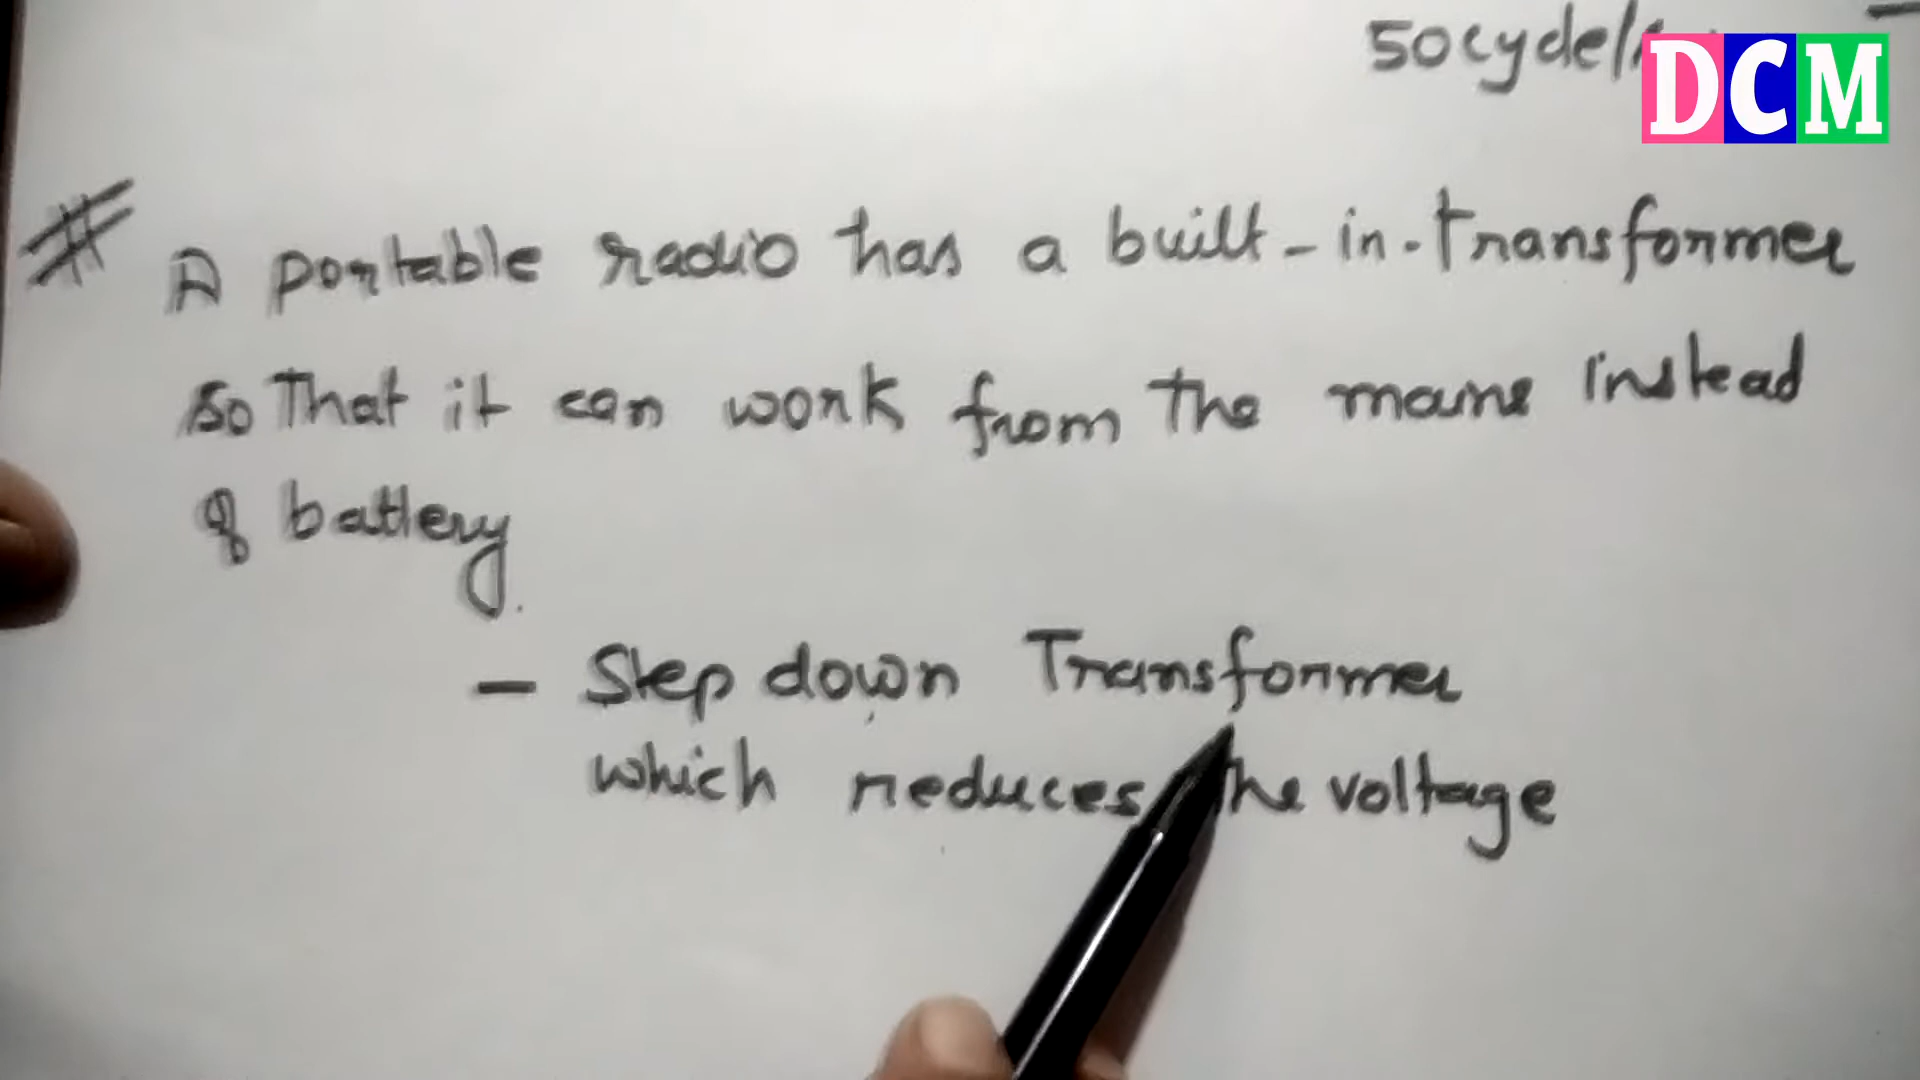 50cycle/
DCM
# A portable radio has a built-in-transformer
so that it can work from the mains instead
of battery.
- Step down Transformer
which reduces the voltage